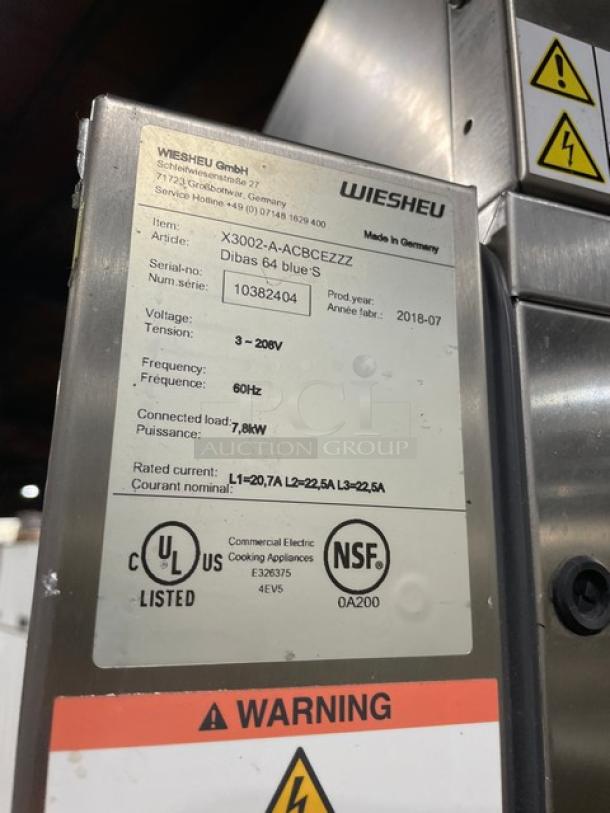 WIESHEU GmbH
Schleifwiesenstraße 27
71723 Großbottwar, Germany
Service Hotline +49 (0) 07148 1629 400
WIESHEU
Made in Germany
Item: X3002-A-ACBCEZZZ
Article: Dibas 64 blue S
Serial-no: 10382404 Prod.year: 2018-07
Num.série: Année fabr.:
Voltage: 3 ~ 208V
Tension:
Frequency: 60Hz
Fréquence:
Connected load: 7,8kW
Puissance:
Rated current: L1=20,7A L2=22,5A L3=22,5A
Courant nominal:
PCI
AUCTION GROUP
C UL US
LISTED
Commercial Electric
Cooking Appliances
E326375
4EV5
NSF®
0A200
WARNING